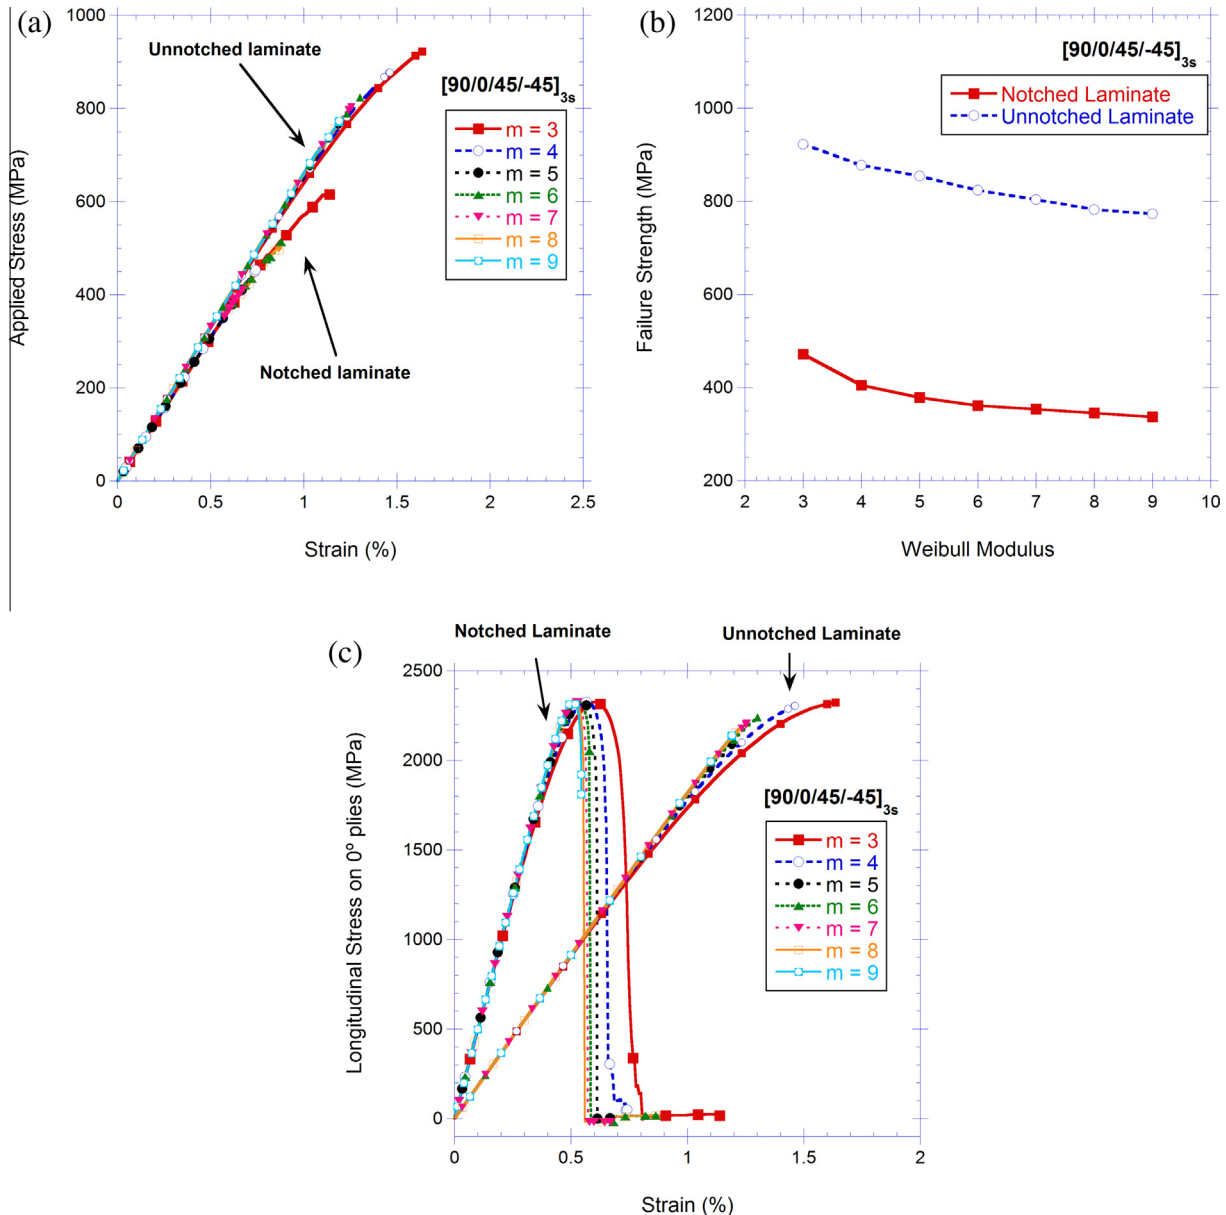 (a)
1000
800
600
400
200
0
Applied Stress (MPa)
Unnotched laminate
[90/0/45/-45]3s
m = 3
m = 4
m = 5
m = 6
m = 7
m = 8
m = 9
Notched laminate
0 0.5 1 1.5 2 2.5
Strain (%)
(b)
1200
1000
800
600
400
200
Failure Strength (MPa)
[90/0/45/-45]3s
Notched Laminate
Unnotched Laminate
2 3 4 5 6 7 8 9 10
Weibull Modulus
(c)
Notched Laminate
Unnotched Laminate
2500
2000
1500
1000
500
0
Longitudinal Stress on 0° plies (MPa)
[90/0/45/-45]3s
m = 3
m = 4
m = 5
m = 6
m = 7
m = 8
m = 9
0 0.5 1 1.5 2
Strain (%)